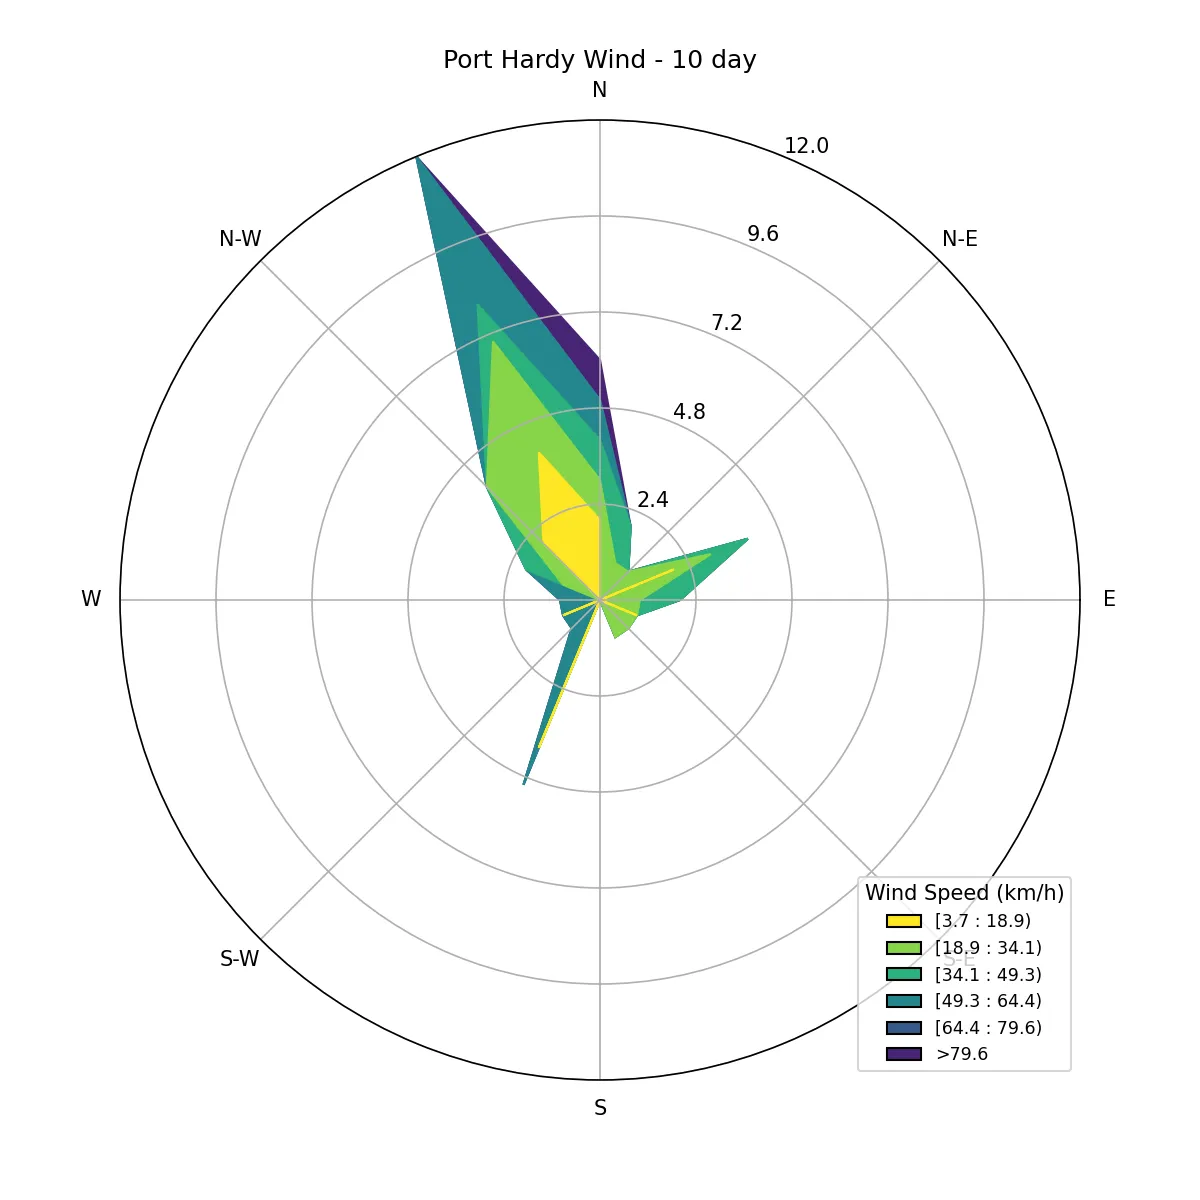 Port Hardy Wind - 10 day
N
12.0
N-W
9.6
N-E
7.2
4.8
2.4
W
E
Wind Speed (km/h)
[3.7 : 18.9)
[18.9 : 34.1)
S-W
S-E
[34.1 : 49.3)
[49.3 : 64.4)
[64.4 : 79.6)
>79.6
S